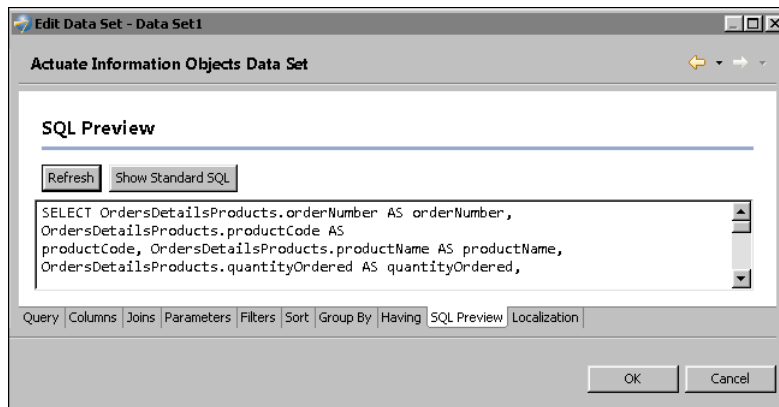 Edit Data Set - Data Set1
Actuate Information Objects Data Set
SQL Preview
Refresh Show Standard SQL
SELECT OrdersDetailsProducts.orderNumber AS orderNumber,
OrdersDetailsProducts.productCode AS
productCode, OrdersDetailsProducts.productName AS productName,
OrdersDetailsProducts.quantityOrdered AS quantityOrdered,
Query Columns Joins Parameters Filters Sort Group By Having SQL Preview Localization
OK Cancel